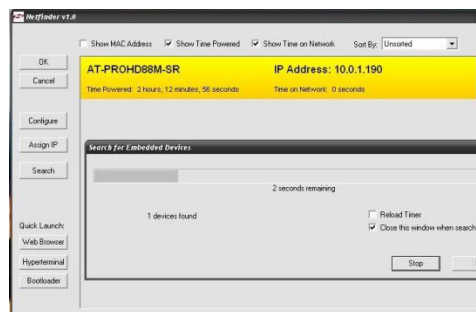 Netfinder v1.0
Show MAC Address
Show Time Powered
Show Time on Network
Sort By: Unsorted
OK
Cancel
Configure
Assign IP
Search
Quick Launch:
Web Browser
Hyperterminal
Bootloader
AT-PROHD88M-SR
IP Address: 10.0.1.190
Time Powered: 2 hours, 12 minutes, 56 seconds
Time on Network: 0 seconds
Search for Embedded Devices
2 seconds remaining
1 devices found
Reload Timer
Close this window when search
Stop